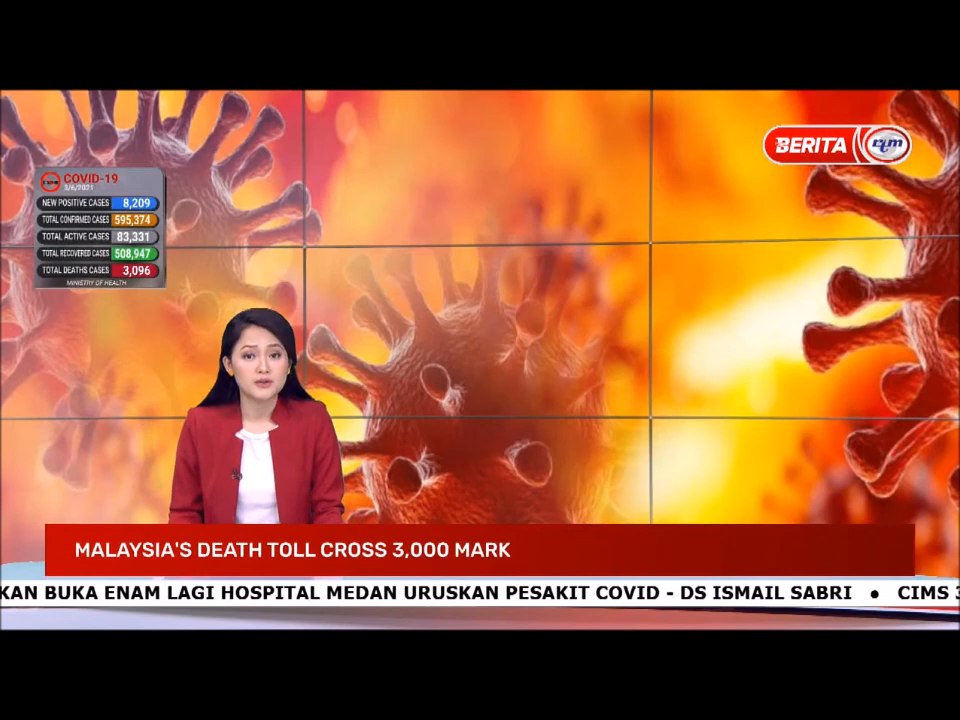 BERITA rtm
COVID-19
3/6/2021
NEW POSITIVE CASES 8,209
TOTAL CONFIRMED CASES 595,374
TOTAL ACTIVE CASES 83,331
TOTAL RECOVERED CASES 508,947
TOTAL DEATHS CASES 3,096
MINISTRY OF HEALTH
MALAYSIA'S DEATH TOLL CROSS 3,000 MARK
KAN BUKA ENAM LAGI HOSPITAL MEDAN URUSKAN PESAKIT COVID - DS ISMAIL SABRI • CIMS 3